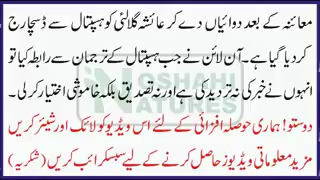 معائنہ کے بعد دوائیاں دے کر عائشہ گلالئی کو ہسپتال سے ڈسچارج
کر دیا گیا ہے۔ آن لائن نے جب ہسپتال کے ترجمان سے رابطہ کیا تو
انہوں نے خبر کی نہ تردید کی ہے اور نہ تصدیق بلکہ خاموشی اختیار کر لی۔
NOSHAHI
NATURES
دوستو! ہماری حوصلہ افزائی کے لئے اس ویڈیو کو لائک اور شیئر کریں
مزید معلوماتی ویڈیوز حاصل کرنے کے لیے سبسکرائب کریں (شکریہ)